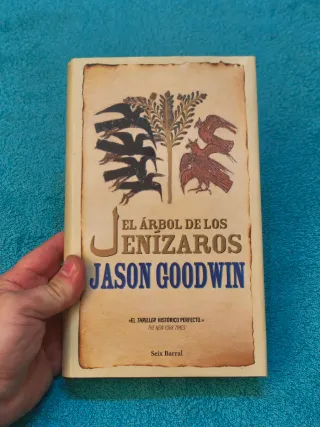 EL ÁRBOL DE LOS
JENÍZAROS
JASON GOODWIN
«EL THRILLER HISTÓRICO PERFECTO.»
THE NEW YORK TIMES
Seix Barral